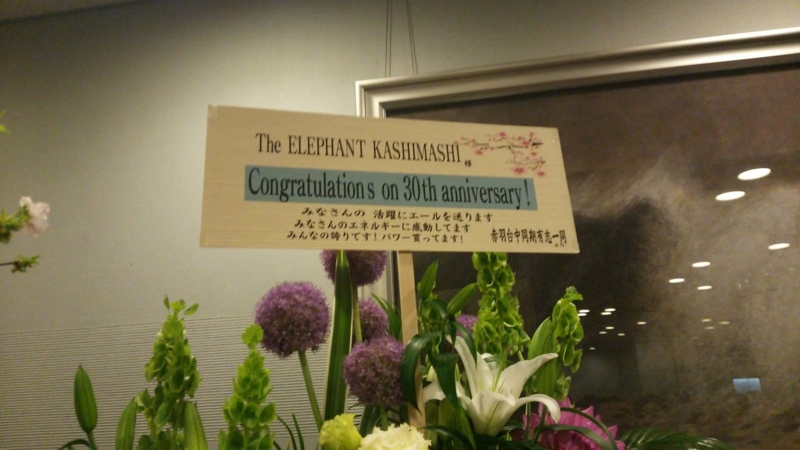 The ELEPHANT KASHIMASHI 様
Congratulations on 30th anniversary!
みなさんの 活躍にエールを送ります
みなさんのエネルギーに感動してます
みんなの誇りです!パワー貰ってます!
赤羽台中同期有志一同